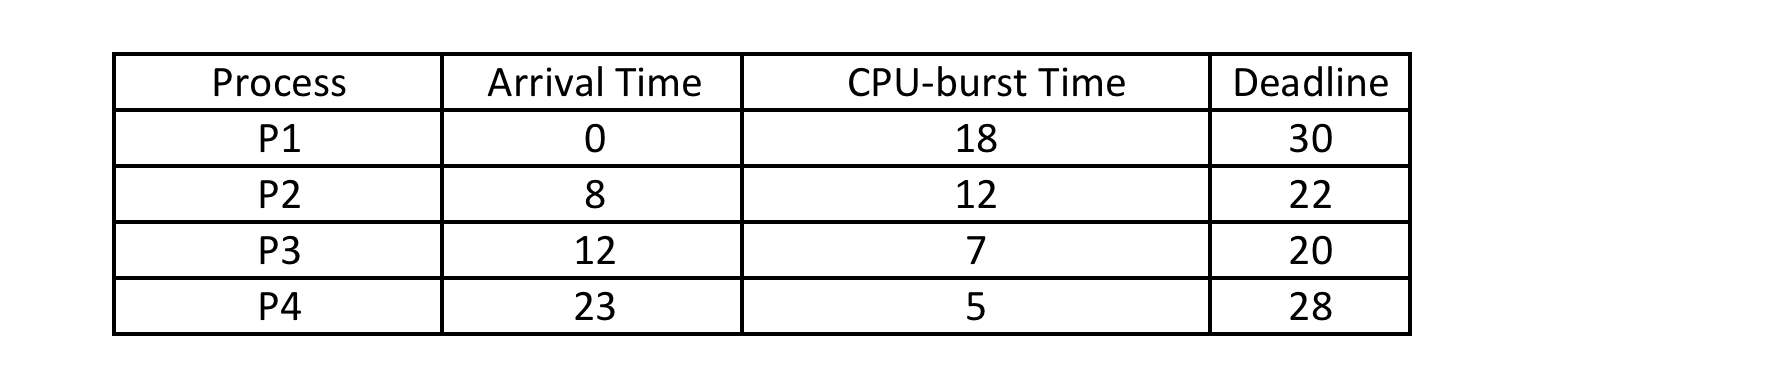 Process Arrival Time CPU-burst Time Deadline
P1 0 18 30
P2 8 12 22
P3 12 7 20
P4 23 5 28